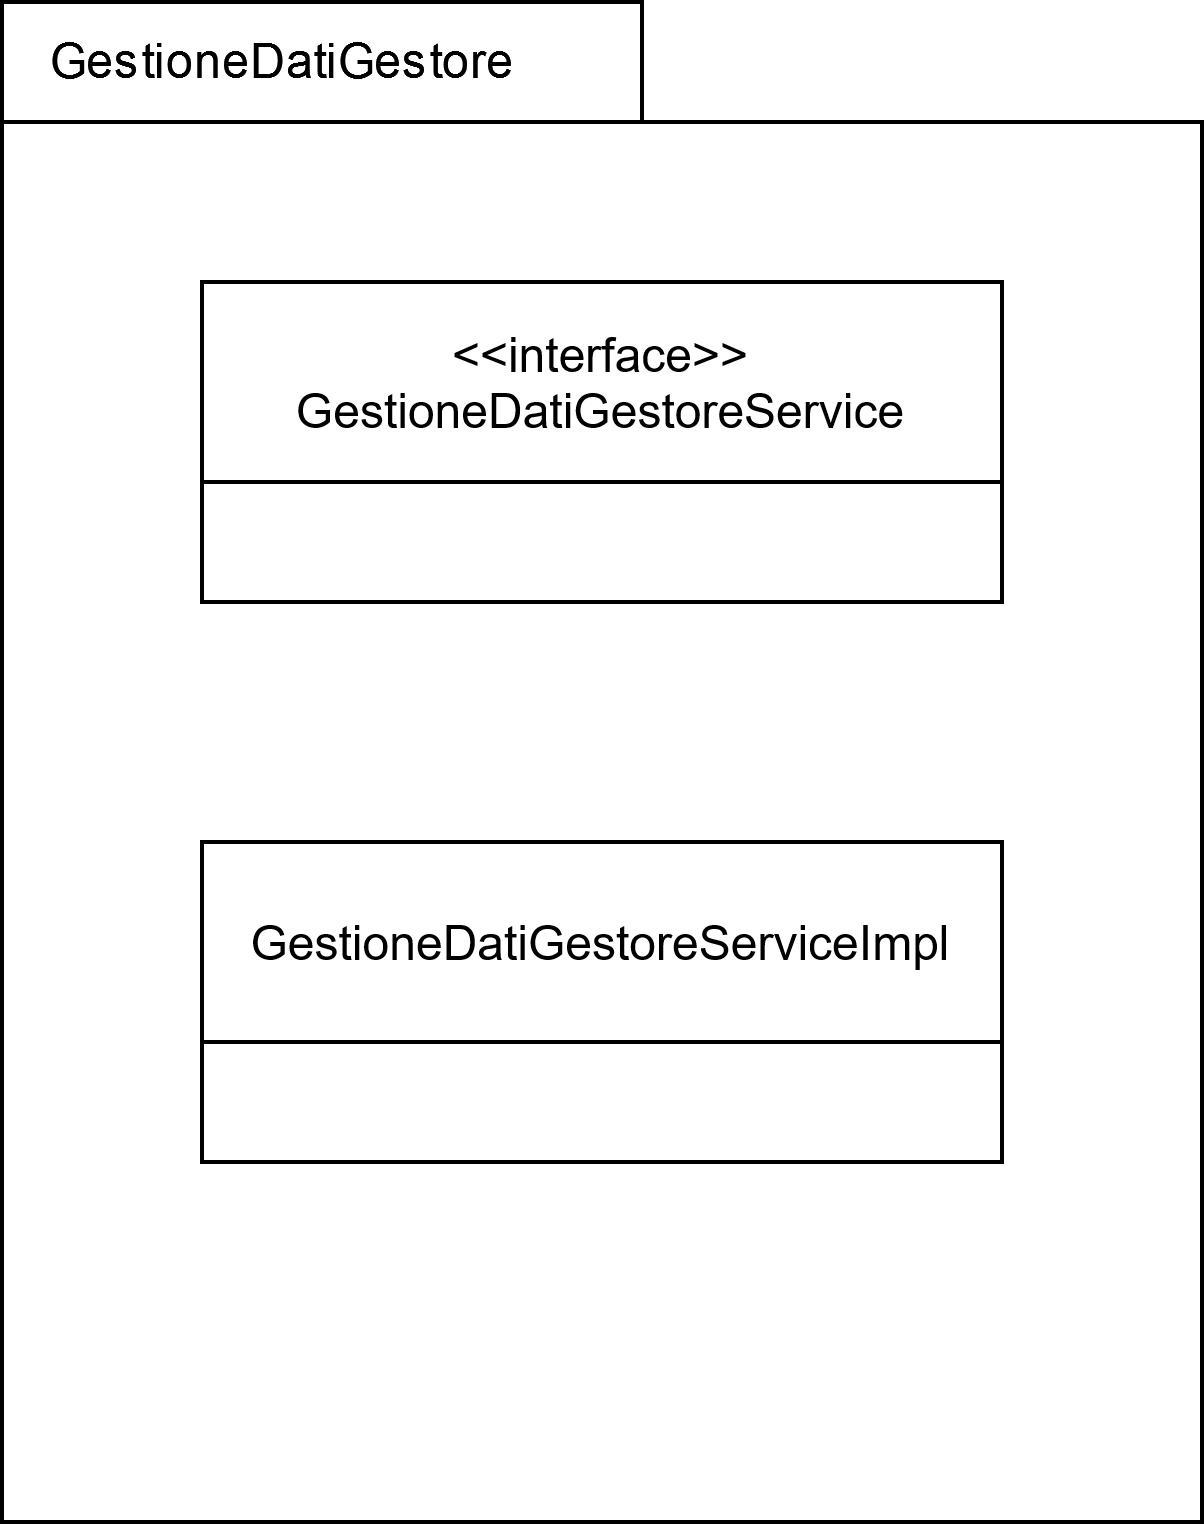 GestioneDatiGestore
<<interface>>
GestioneDatiGestoreService
GestioneDatiGestoreServiceImpl